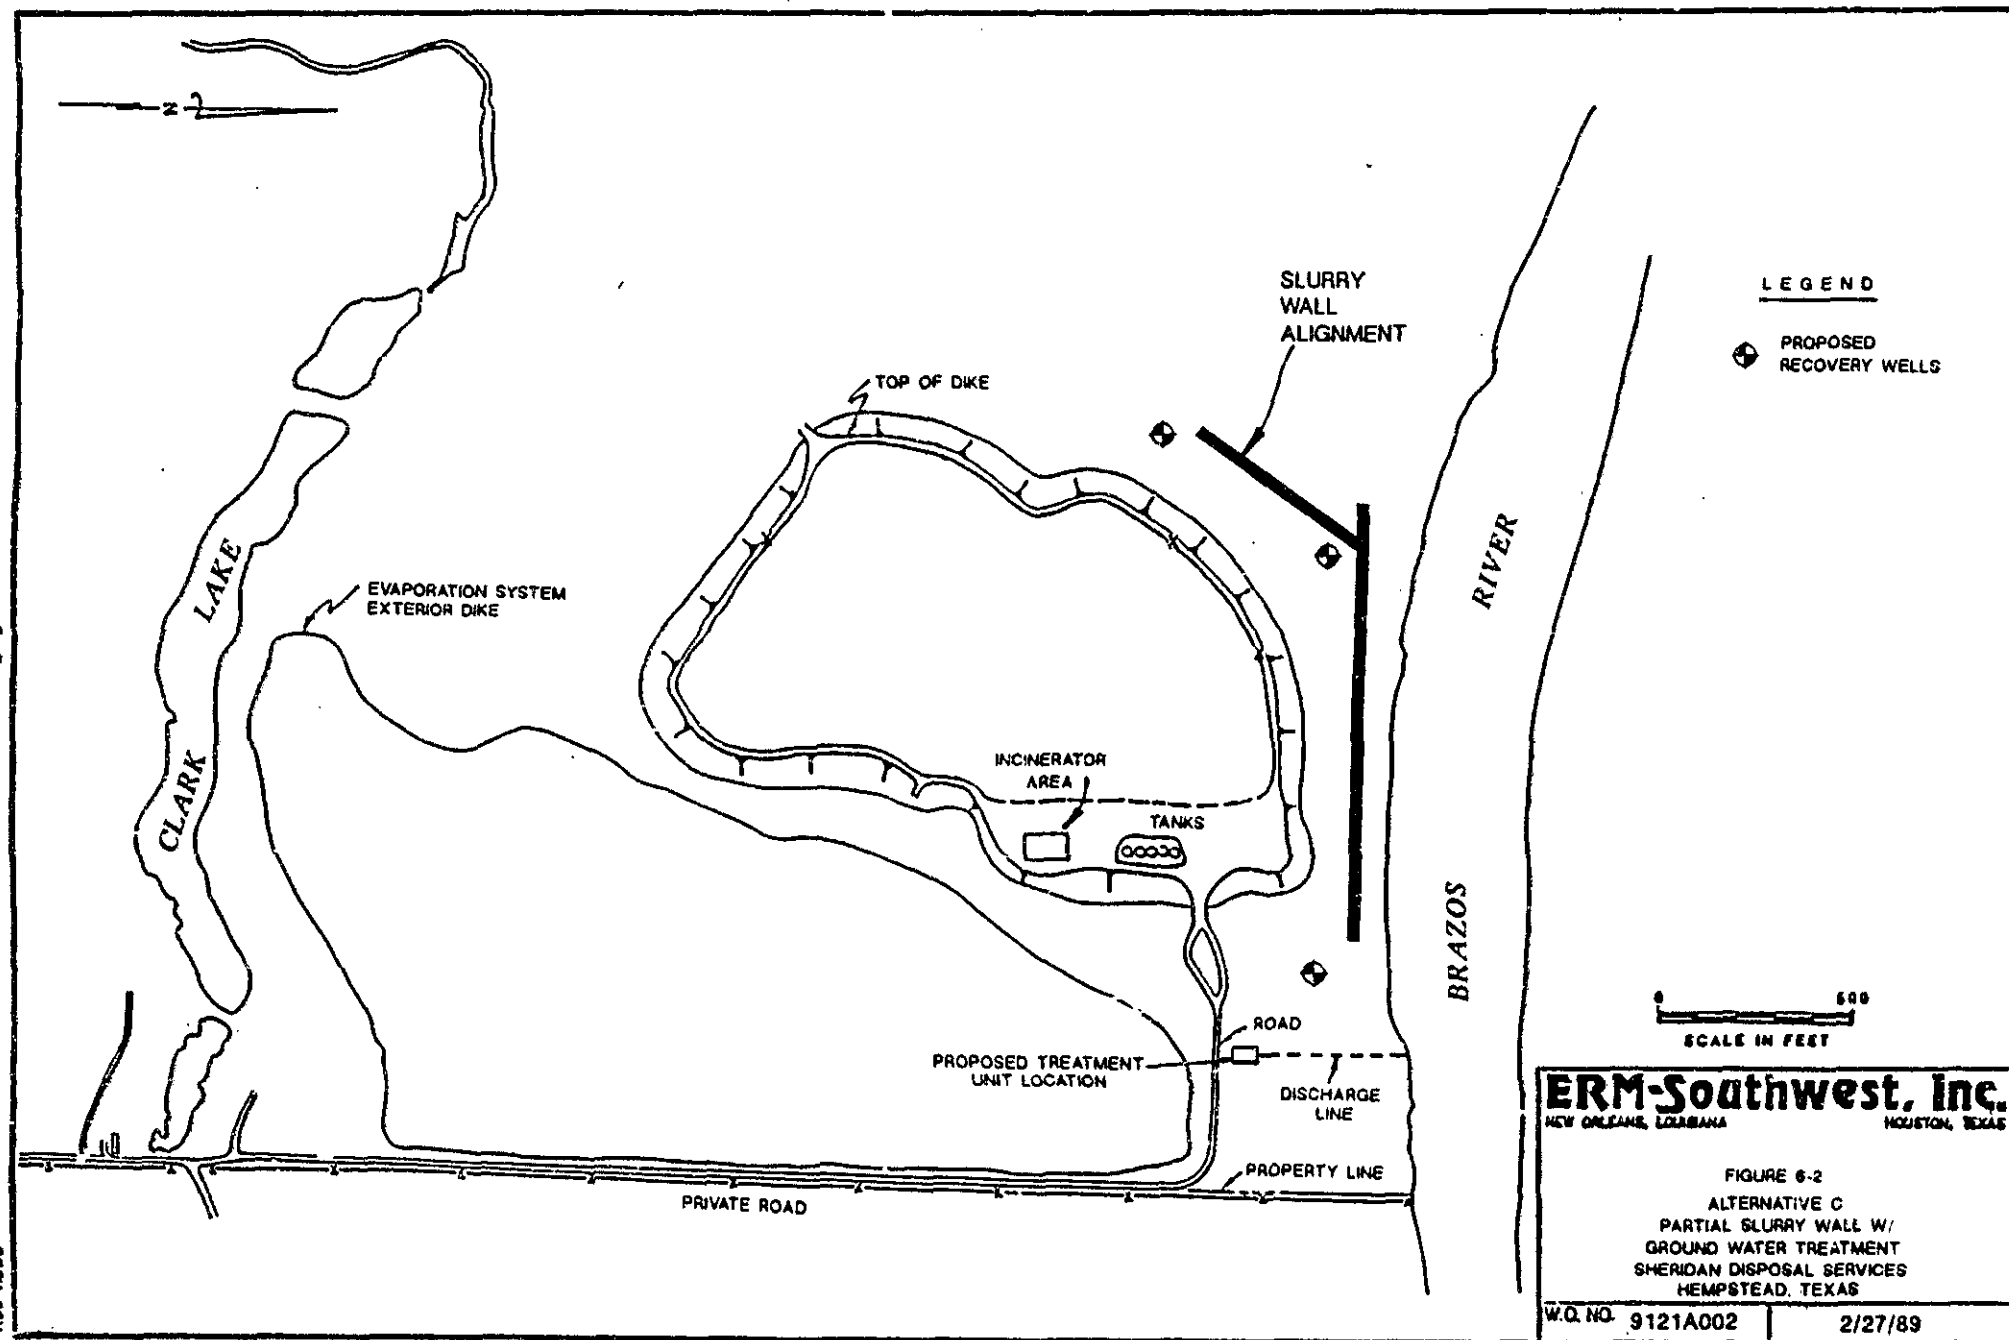 N
SLURRY
WALL
ALIGNMENT
LEGEND
PROPOSED
RECOVERY WELLS
TOP OF DIKE
EVAPORATION SYSTEM
EXTERIOR DIKE
LAKE
CLARK
RIVER
BRAZOS
INCINERATOR
AREA
TANKS
ROAD
PROPOSED TREATMENT
UNIT LOCATION
DISCHARGE
LINE
PROPERTY LINE
PRIVATE ROAD
0 500
SCALE IN FEET
ERM-Southwest, inc.
NEW ORLEANS, LOUISIANA HOUSTON, TEXAS
FIGURE 6-2
ALTERNATIVE C
PARTIAL SLURRY WALL W/
GROUND WATER TREATMENT
SHERIDAN DISPOSAL SERVICES
HEMPSTEAD, TEXAS
W.O. NO. 9121A002 2/27/89